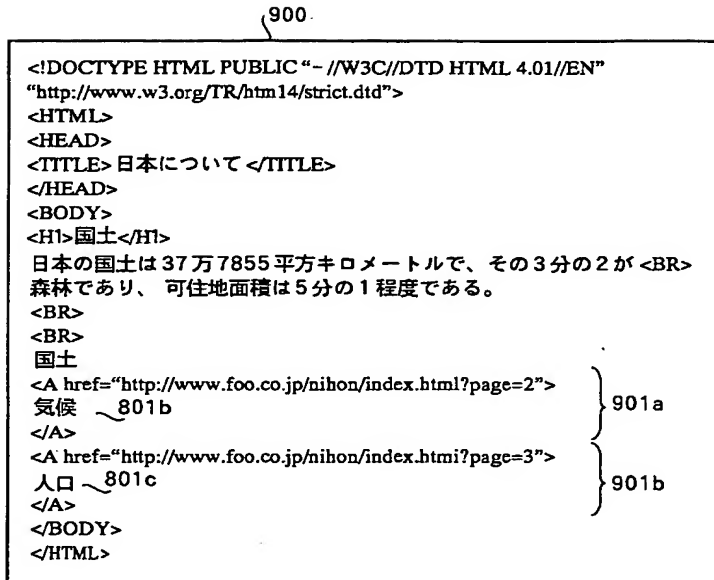 900
<!DOCTYPE HTML PUBLIC “-//W3C//DTD HTML 4.01//EN”
“http://www.w3.org/TR/html4/strict.dtd”>
<HTML>
<HEAD>
<TITLE>日本について</TITLE>
</HEAD>
<BODY>
<H1>国土</H1>
日本の国土は37万7855平方キロメートルで、その3分の2が<BR>
森林であり、可住地面積は5分の1程度である。
<BR>
<BR>
国土
<A href=“http://www.foo.co.jp/nihon/index.html?page=2”>
気候 801b
</A>
901a
<A href=“http://www.foo.co.jp/nihon/index.htmi?page=3”>
人口 801c
</A>
901b
</BODY>
</HTML>